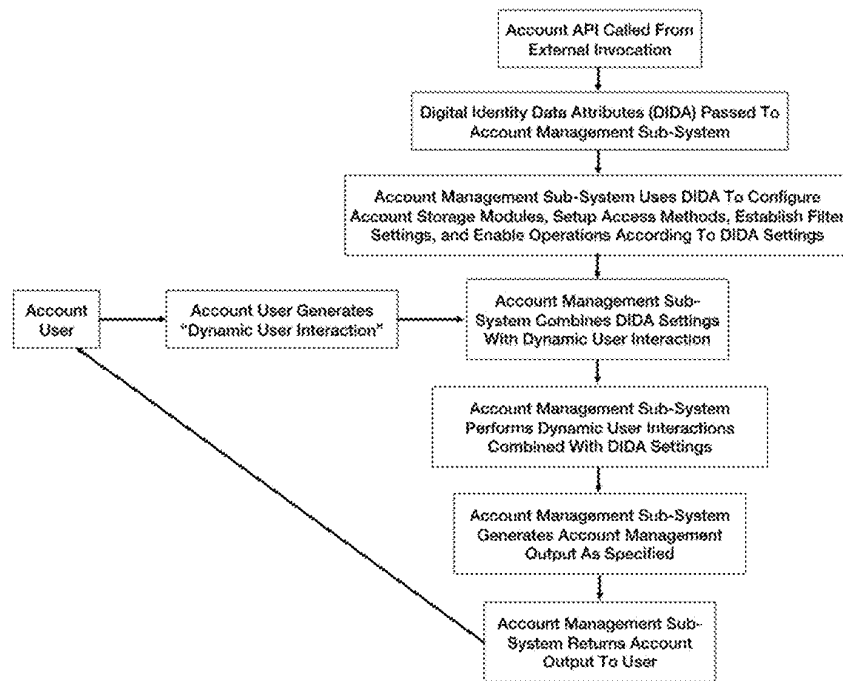 Account API Called From
External Invocation
Digital Identity Data Attributes (DIDA) Passed To
Account Management Sub-System
Account Management Sub-System Uses DIDA To Configure
Account Storage Modules, Setup Access Methods, Establish Filter
Settings, and Enable Operations According To DIDA Settings
Account
User
Account User Generates
"Dynamic User Interaction"
Account Management Sub-
System Combines DIDA Settings
With Dynamic User Interaction
Account Management Sub-System
Performs Dynamic User Interactions
Combined With DIDA Settings
Account Management Sub-System
Generates Account Management
Output As Specified
Account Management Sub-
System Returns Account
Output To User